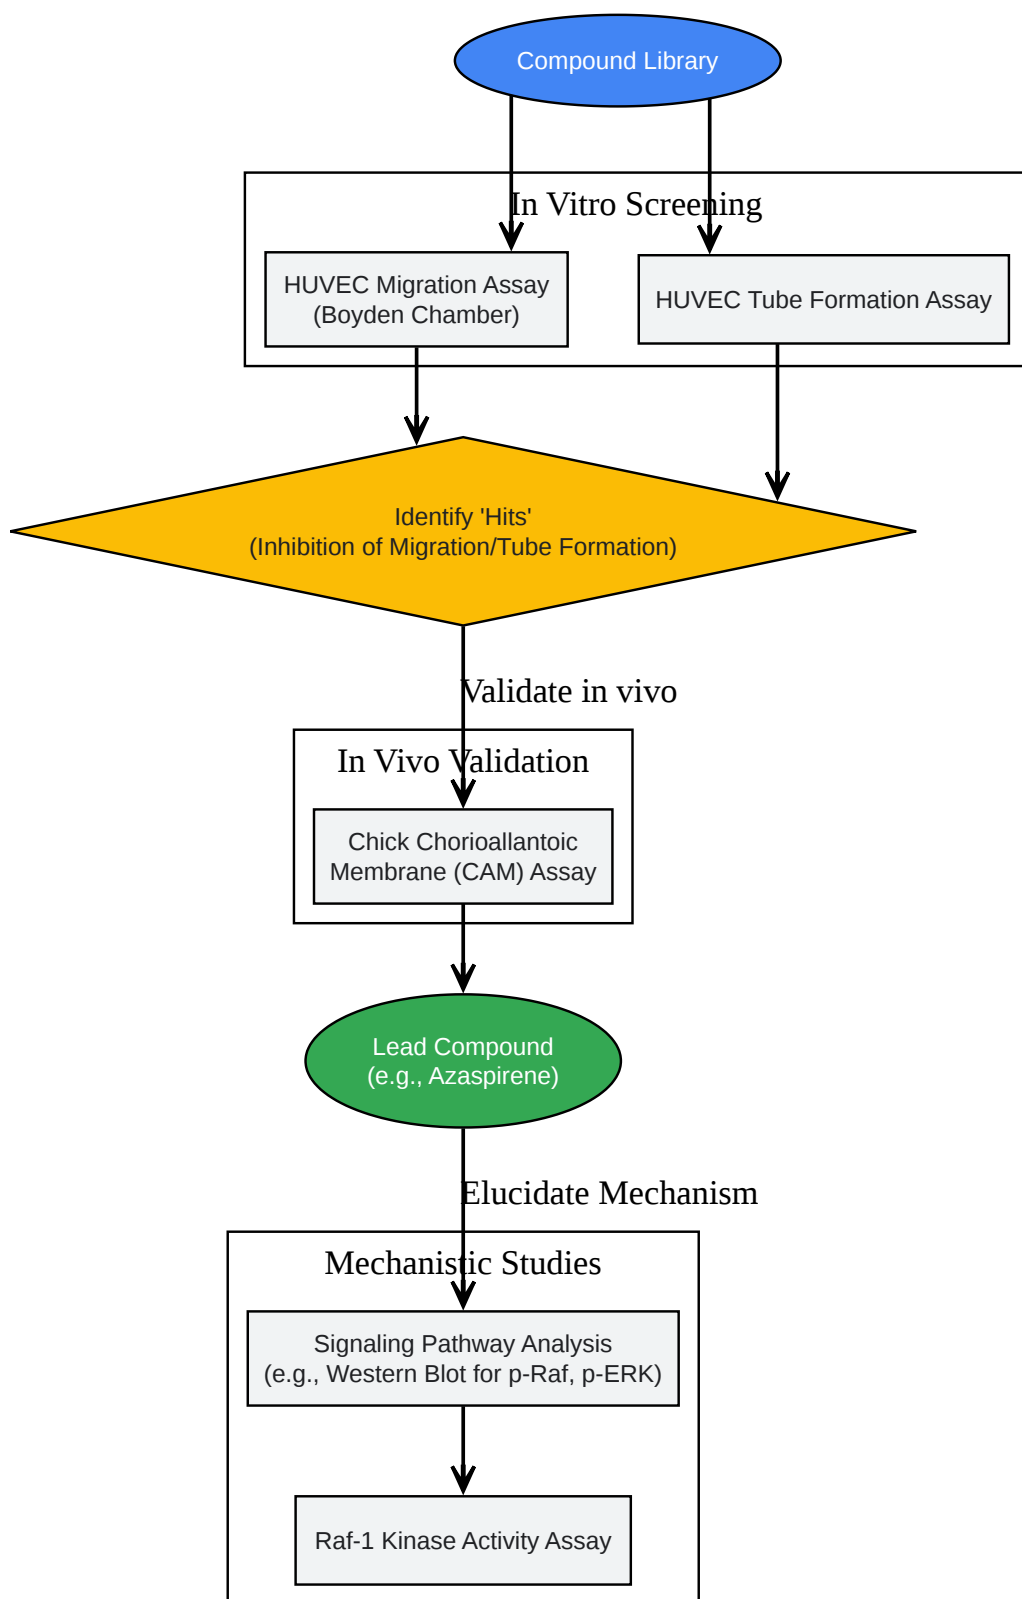 Compound Library
In Vitro Screening
HUVEC Migration Assay
(Boyden Chamber)
HUVEC Tube Formation Assay
Identify 'Hits'
(Inhibition of Migration/Tube Formation)
Validate in vivo
In Vivo Validation
Chick Chorioallantoic
Membrane (CAM) Assay
Lead Compound
(e.g., Azaspirene)
Elucidate Mechanism
Mechanistic Studies
Signaling Pathway Analysis
(e.g., Western Blot for p-Raf, p-ERK)
Raf-1 Kinase Activity Assay